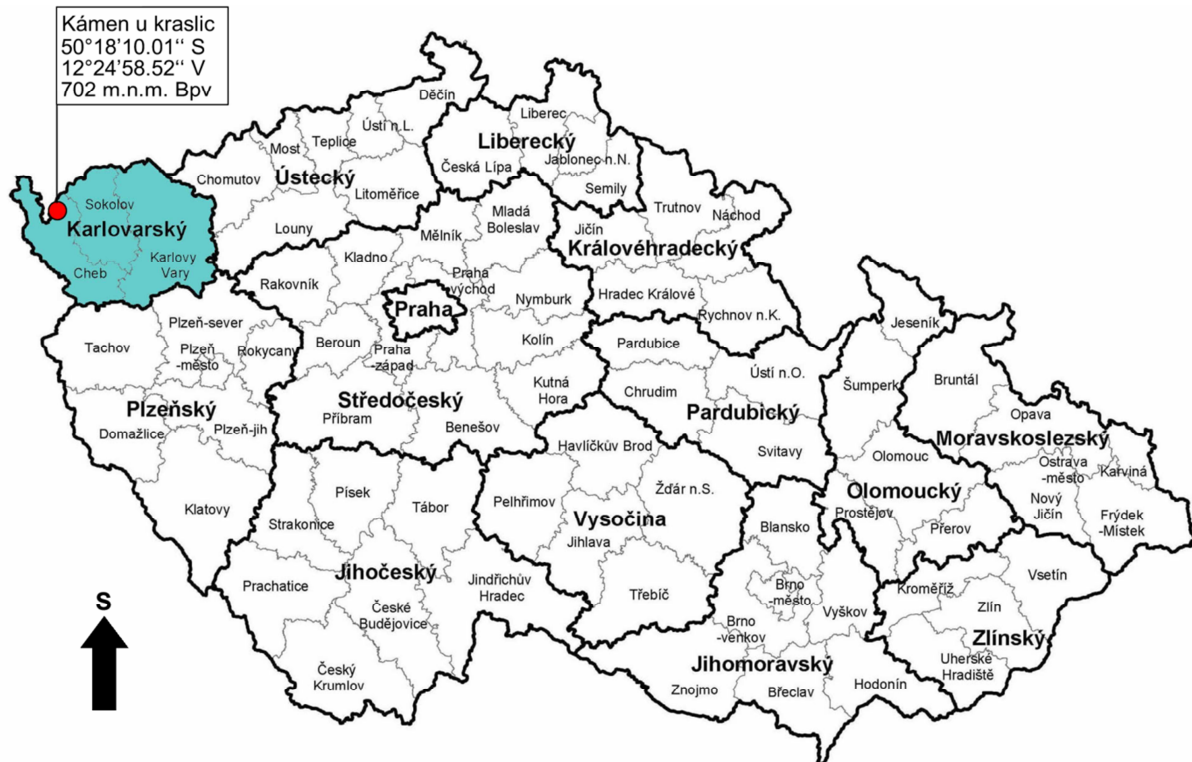 Kámen u kraslic
50°18’10.01“ S
12°24’58.52“ V
702 m.n.m. Bpv
Děčín
Liberec
Ústí n.L.
Teplice
Most
Liberecký
Jablonec n.N.
Česká Lípa
Chomutov
Ústecký
Litoměřice
Semily
Sokolov
Trutnov
Náchod
Mladá
Boleslav
Karlovarský
Louny
Mělník
Jičín
Královéhradecký
Kladno
Karlovy
Vary
Cheb
Rakovník
Praha
-východ
Nymburk
Hradec Králové
Praha
Rychnov n.K.
Plzeň-sever
Jeseník
Tachov
Plzeň
-město
Rokycany
Beroun
Praha
-západ
Kolín
Pardubice
Ústí n.O.
Šumperk
Bruntál
Kutná
Hora
Chrudim
Středočeský
Plzeňský
Příbram
Pardubický
Opava
Domažlice
Plzeň-jih
Benešov
Moravskoslezský
Havlíčkův Brod
Svitavy
Olomouc
Ostrava
-město
Karviná
Klatovy
Písek
Tábor
Pelhřimov
Žďár n.S.
Olomoucký
Nový
Jičín
Strakonice
Vysočina
Blansko
Prostějov
Přerov
Frýdek
-Místek
Jihlava
Jihočeský
Prachatice
Jindřichův
Hradec
Třebíč
Brno
-město
Vsetín
Kroměříž
S
České
Budějovice
Vyškov
Zlín
Brno
-venkov
Zlínský
Český
Krumlov
Jihomoravský
Uherské
Hradiště
Znojmo
Břeclav
Hodonín